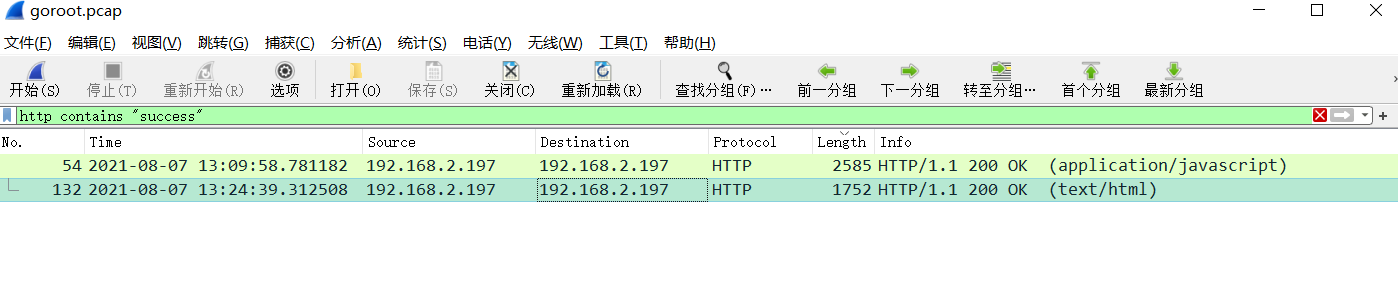 goroot.pcap
文件(F) 编辑(E) 视图(V) 跳转(G) 捕获(C) 分析(A) 统计(S) 电话(Y) 无线(W) 工具(T) 帮助(H)
开始(S) 停止(T) 重新开始(R) 选项 打开(O) 保存(S) 关闭(C) 重新加载(R) 查找分组(F)… 前一分组 下一分组 转至分组… 首个分组 最新分组
http contains "success"
No. Time Source Destination Protocol Length Info
54 2021-08-07 13:09:58.781182 192.168.2.197 192.168.2.197 HTTP 2585 HTTP/1.1 200 OK (application/javascript)
132 2021-08-07 13:24:39.312508 192.168.2.197 192.168.2.197 HTTP 1752 HTTP/1.1 200 OK (text/html)